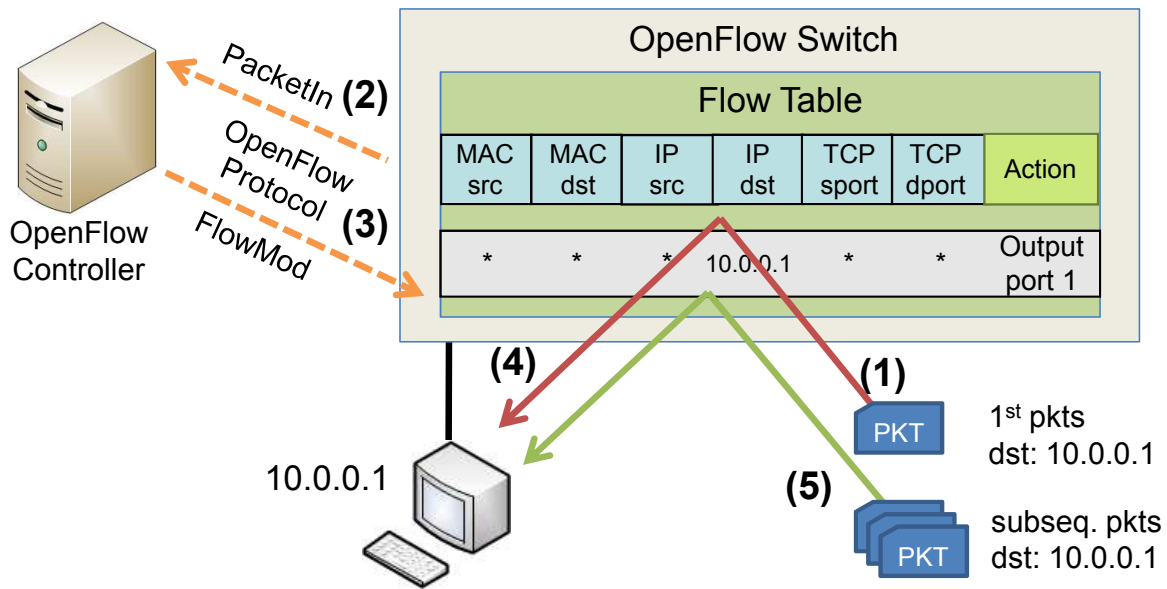 OpenFlow Switch
Flow Table
MAC src
MAC dst
IP src
IP dst
TCP sport
TCP dport
Action
*
*
*
10.0.0.1
*
*
Output port 1
PacketIn
(2)
OpenFlow Protocol
(3)
FlowMod
OpenFlow
Controller
(4)
(1)
PKT
1st pkts
dst: 10.0.0.1
10.0.0.1
(5)
PKT
subseq. pkts
dst: 10.0.0.1